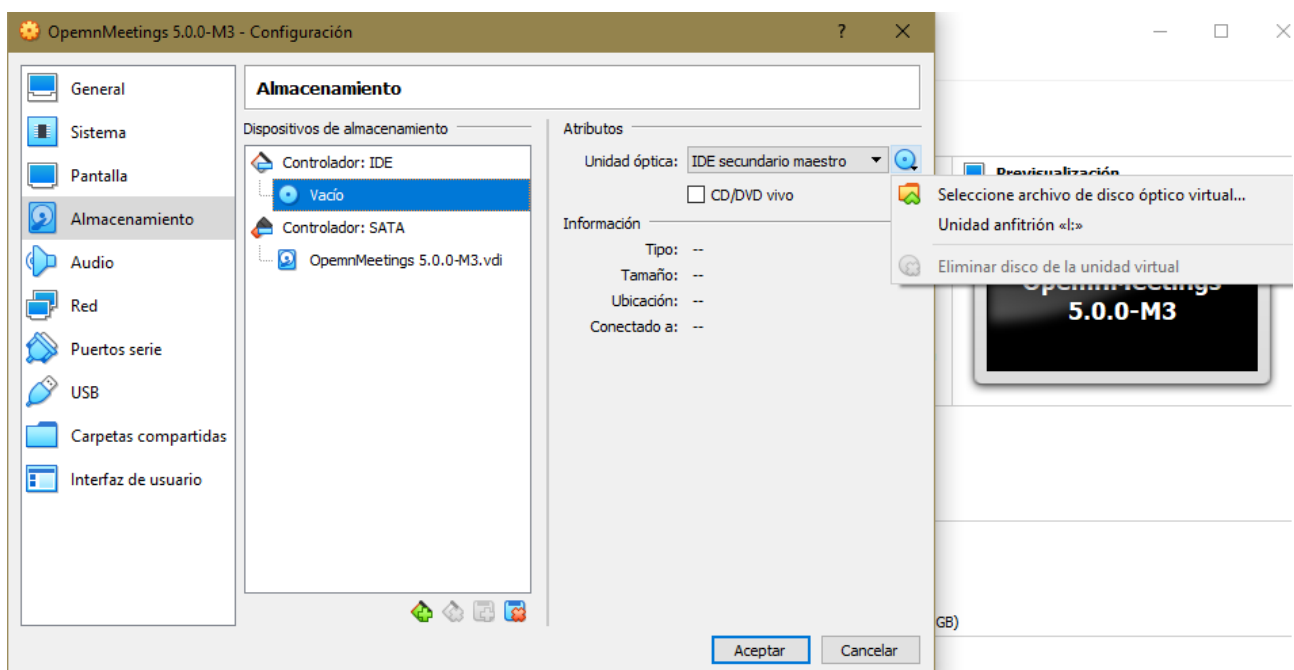 OpemnMeetings 5.0.0-M3 - Configuración
?
General
Sistema
Pantalla
Almacenamiento
Audio
Red
Puertos serie
USB
Carpetas compartidas
Interfaz de usuario
Almacenamiento
Dispositivos de almacenamiento
Controlador: IDE
Vacío
Controlador: SATA
OpemnMeetings 5.0.0-M3.vdi
Atributos
Unidad óptica: IDE secundario maestro
CD/DVD vivo
Información
Tipo: --
Tamaño: --
Ubicación: --
Conectado a: --
Previsualización
Seleccione archivo de disco óptico virtual...
Unidad anfitrión «I:»
Eliminar disco de la unidad virtual
OpemnMeetings
5.0.0-M3
GB)
Aceptar
Cancelar